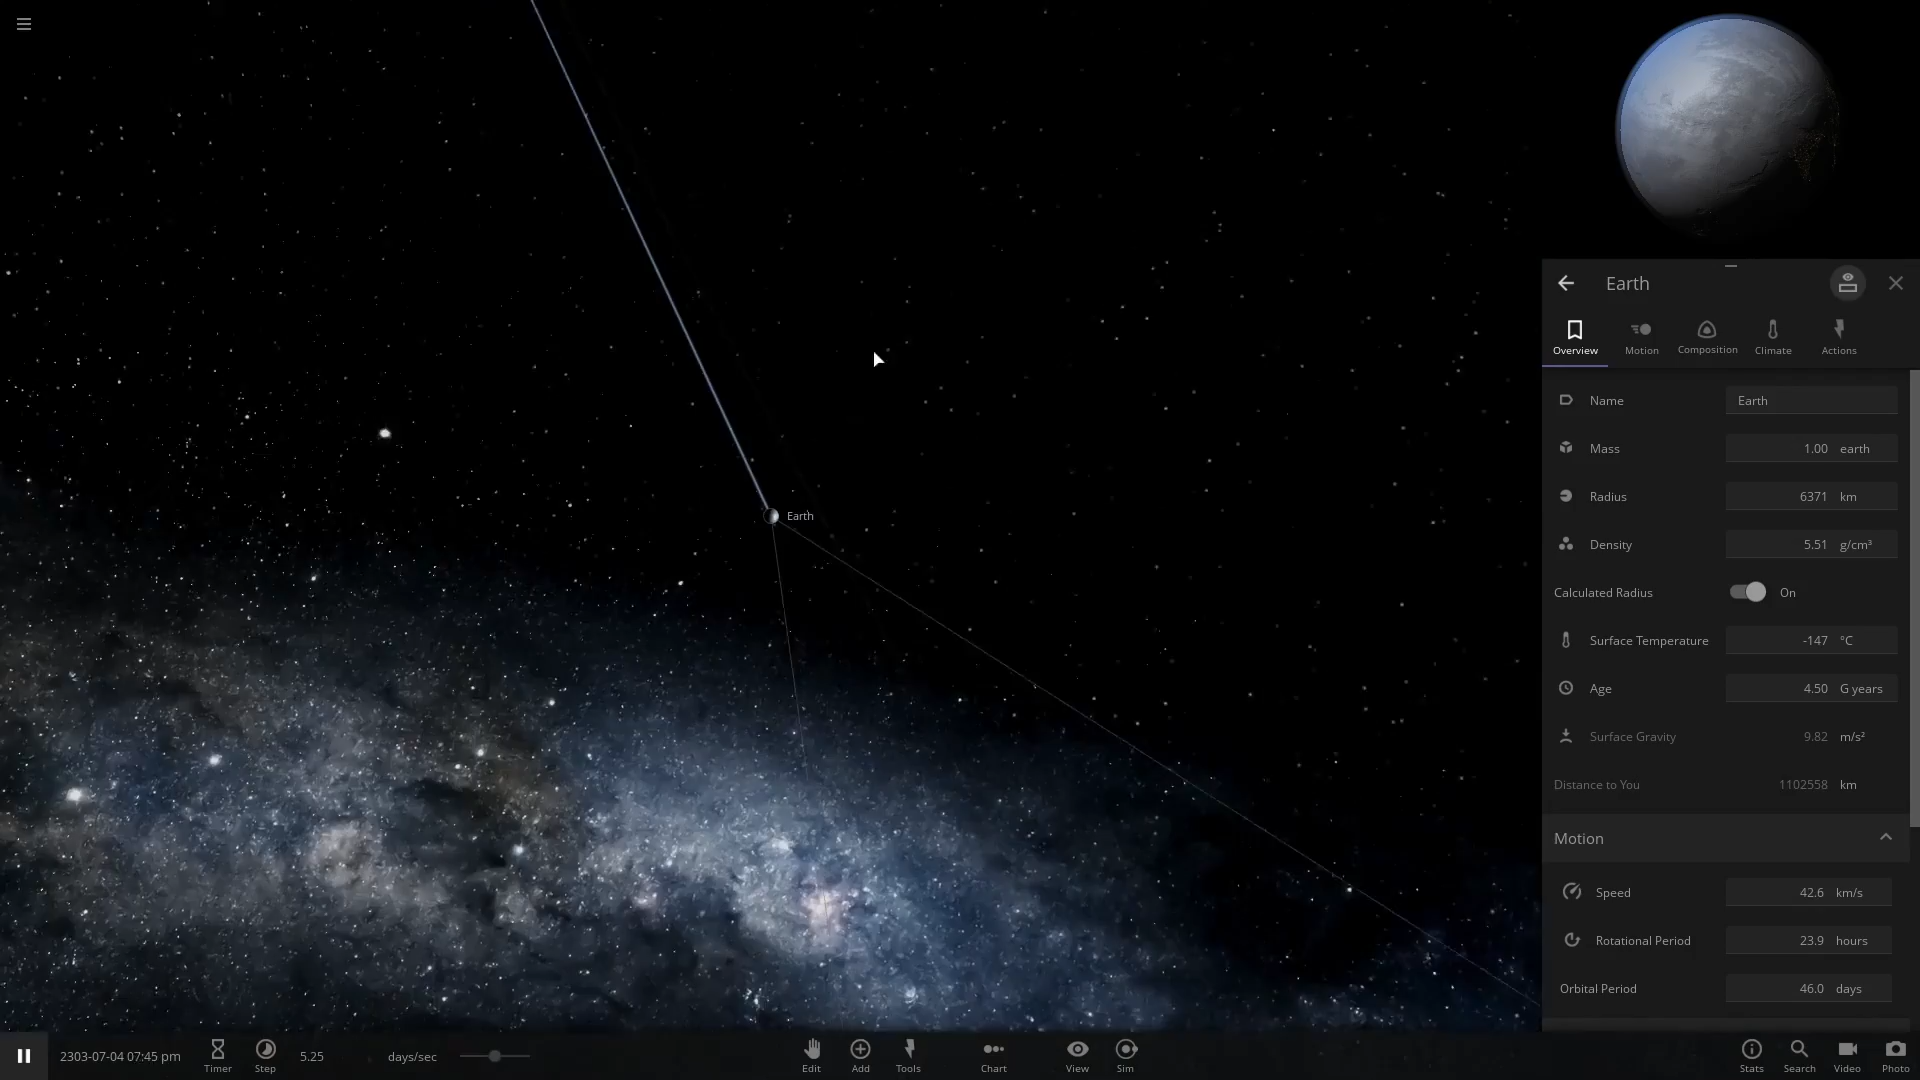 Earth
Overview
Motion
Composition
Climate
Actions
Name Earth
Mass 1.00 earth
Radius 6371 km
Density 5.51 g/cm³
Calculated Radius On
Surface Temperature -147 °C
Age 4.50 G years
Surface Gravity 9.82 m/s²
Distance to You 1102558 km
Motion
Speed 42.6 km/s
Rotational Period 23.9 hours
Orbital Period 46.0 days
Earth
2303-07-04 07:45 pm
Timer
Step
5.25 days/sec
Edit
Add
Tools
Chart
View
Sim
Stats
Search
Video
Photo